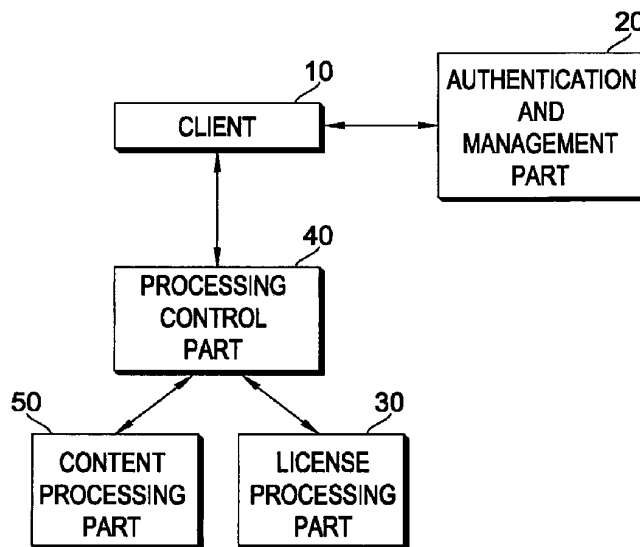 20
AUTHENTICATION
AND
MANAGEMENT
PART
10
CLIENT
40
PROCESSING
CONTROL
PART
50
CONTENT
PROCESSING
PART
30
LICENSE
PROCESSING
PART